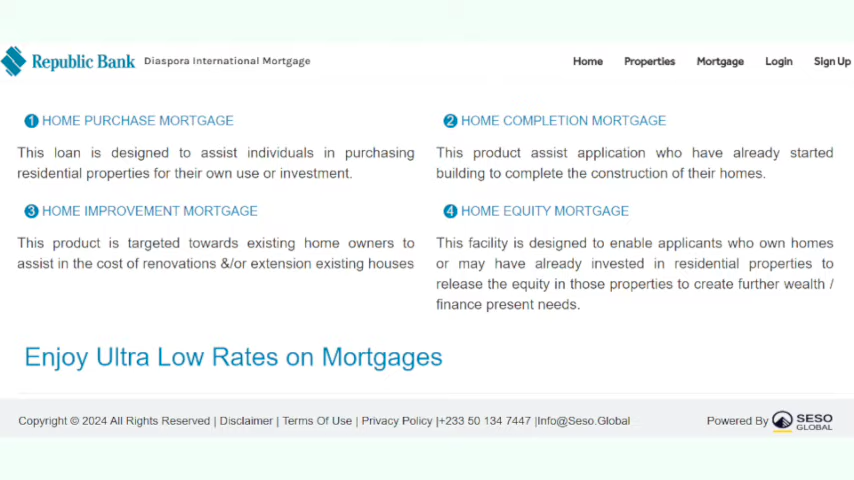 Republic Bank Diaspora International Mortgage Home Properties Mortgage Login Sign Up
1 HOME PURCHASE MORTGAGE
This loan is designed to assist individuals in purchasing
residential properties for their own use or investment.
2 HOME COMPLETION MORTGAGE
This product assist application who have already started
building to complete the construction of their homes.
3 HOME IMPROVEMENT MORTGAGE
This product is targeted towards existing home owners to
assist in the cost of renovations &/or extension existing houses
4 HOME EQUITY MORTGAGE
This facility is designed to enable applicants who own homes
or may have already invested in residential properties to
release the equity in those properties to create further wealth /
finance present needs.
Enjoy Ultra Low Rates on Mortgages
Copyright © 2024 All Rights Reserved | Disclaimer | Terms Of Use | Privacy Policy |+233 50 134 7447 |Info@Seso.Global
Powered By SESO
GLOBAL